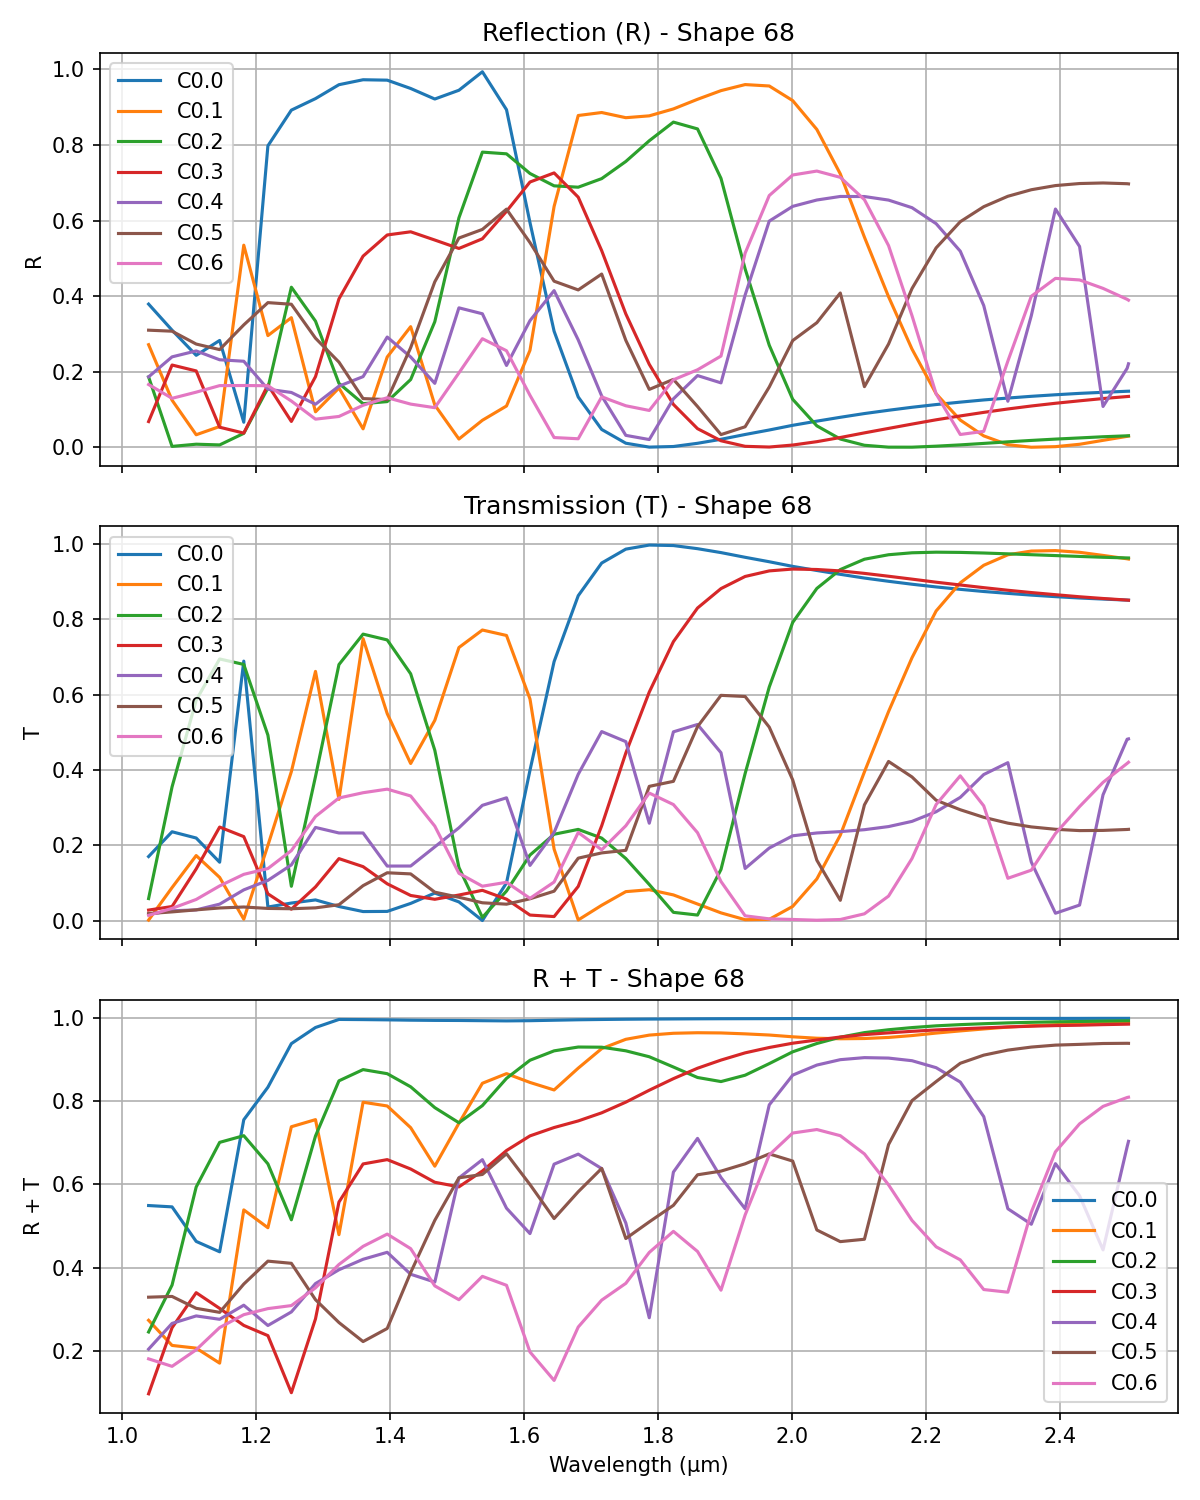 Reflection (R) - Shape 68
1.0
0.8
0.6
0.4
0.2
0.0
R
C0.0
C0.1
C0.2
C0.3
C0.4
C0.5
C0.6
Transmission (T) - Shape 68
1.0
0.8
0.6
0.4
0.2
0.0
T
C0.0
C0.1
C0.2
C0.3
C0.4
C0.5
C0.6
R + T - Shape 68
1.0
0.8
0.6
0.4
0.2
R + T
C0.0
C0.1
C0.2
C0.3
C0.4
C0.5
C0.6
1.0 1.2 1.4 1.6 1.8 2.0 2.2 2.4
Wavelength (μm)